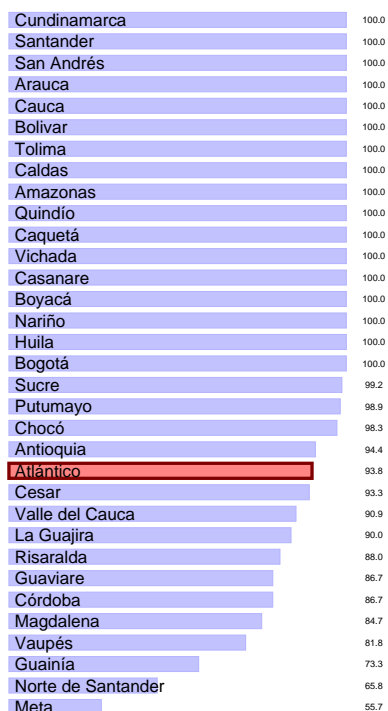 Cundinamarca 100.0
Santander 100.0
San Andrés 100.0
Arauca 100.0
Cauca 100.0
Bolivar 100.0
Tolima 100.0
Caldas 100.0
Amazonas 100.0
Quindío 100.0
Caquetá 100.0
Vichada 100.0
Casanare 100.0
Boyacá 100.0
Nariño 100.0
Huila 100.0
Bogotá 100.0
Sucre 99.2
Putumayo 98.9
Chocó 98.3
Antioquia 94.4
Atlántico 93.8
Cesar 93.3
Valle del Cauca 90.9
La Guajira 90.0
Risaralda 88.0
Guaviare 86.7
Córdoba 86.7
Magdalena 84.7
Vaupés 81.8
Guainía 73.3
Norte de Santander 65.8
Meta 55.7